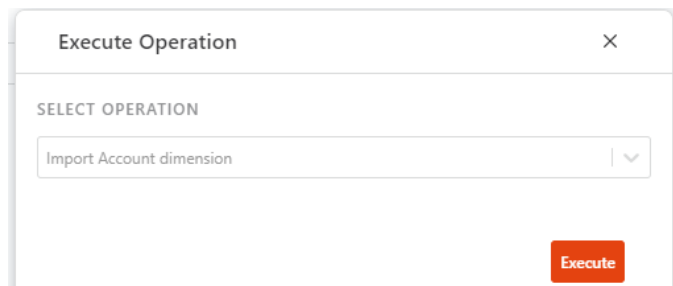 Execute Operation
SELECT OPERATION
Import Account dimension
Execute